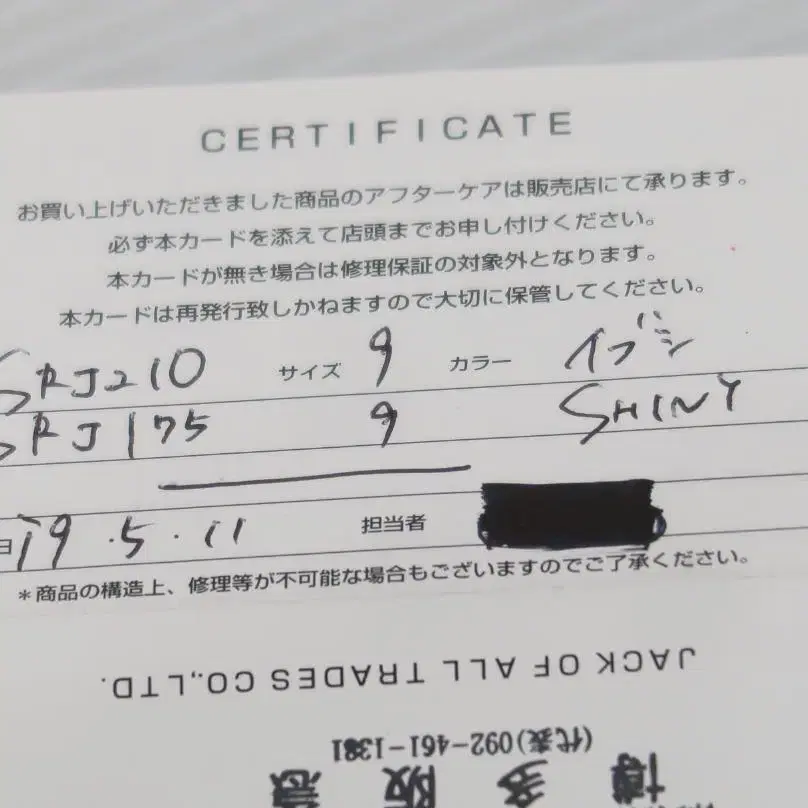 CERTIFICATE
お買い上げいただきました商品のアフターケアは販売店にて承ります。
必ず本カードを添えて店頭までお申し付けください。
本カードが無き場合は修理保証の対象外となります。
本カードは再発行致しかねますので大切に保管してください。
SRJ210 サイズ 9 カラー イブシ
SRJ175 9 SHINY
日 '19.5.11 担当者
*商品の構造上、修理等が不可能な場合もございますのでご了承ください。
JACK OF ALL TRADES CO.,LTD.
(代表)092-461-1381
博多阪急